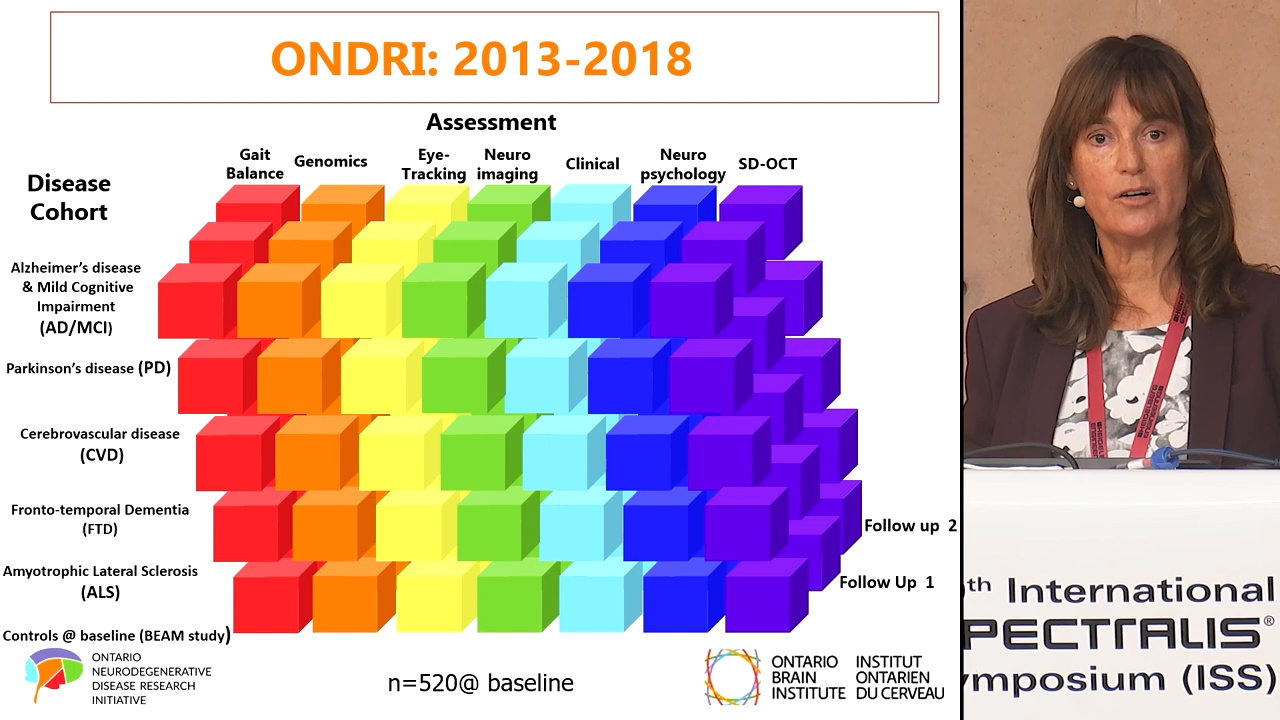 ONDRI: 2013-2018
Assessment
Disease
Cohort
Gait
Balance
Genomics
Eye-
Tracking
Neuro
imaging
Clinical
Neuro
psychology
SD-OCT
Alzheimer's disease
& Mild Cognitive
Impairment
(AD/MCI)
Parkinson's disease (PD)
Cerebrovascular disease
(CVD)
Fronto-temporal Dementia
(FTD)
Follow up 2
Amyotrophic Lateral Sclerosis
(ALS)
Follow Up 1
Controls @ baseline (BEAM study)
ONTARIO
NEURODEGENERATIVE
DISEASE RESEARCH
INITIATIVE
n=520@ baseline
ONTARIO
BRAIN
INSTITUTE
INSTITUT
ONTARIEN
DU CERVEAU
th International
PECTRALIS®
mposium (ISS)